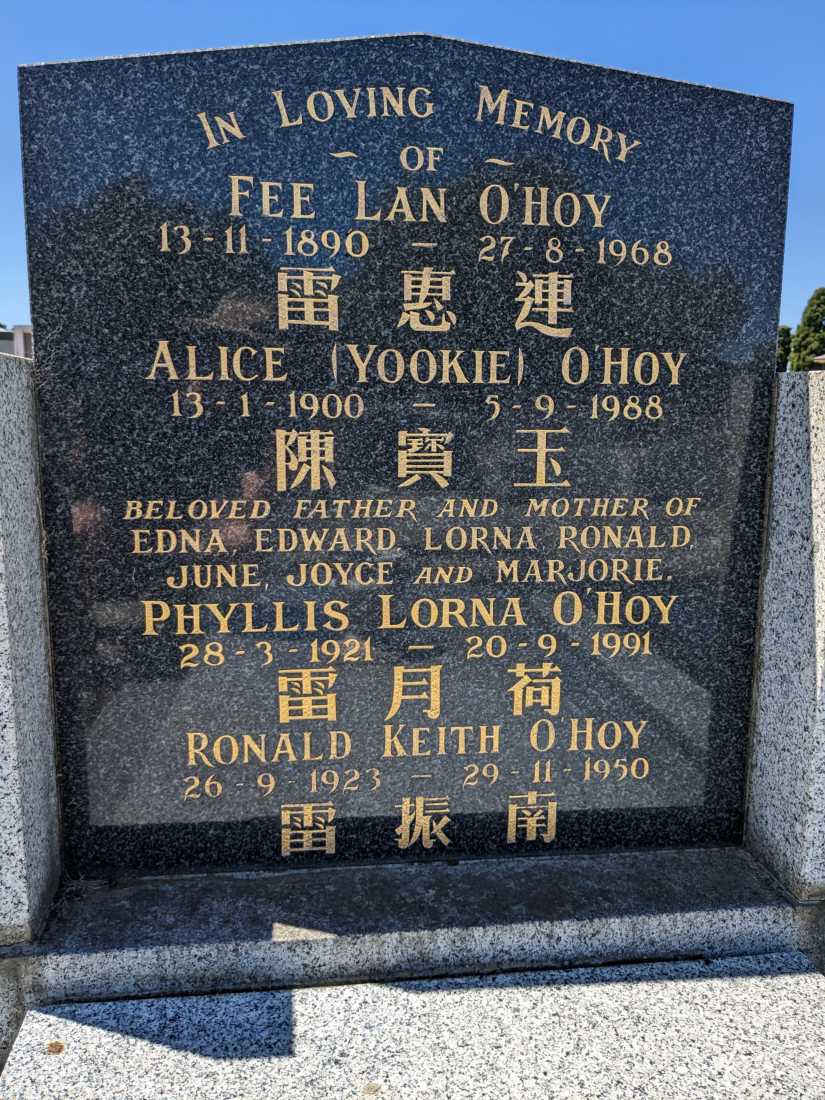 IN LOVING MEMORY
~ OF ~
FEE LAN O'HOY
13-11-1890 — 27-8-1968
雷惠連
ALICE (YOOKIE) O'HOY
13-1-1900 — 5-9-1988
陳寶玉
BELOVED FATHER AND MOTHER OF
EDNA, EDWARD LORNA RONALD,
JUNE, JOYCE AND MARJORIE.
PHYLLIS LORNA O'HOY
28-3-1921 — 20-9-1991
雷月荷
RONALD KEITH O'HOY
26-9-1923 — 29-11-1950
雷振南